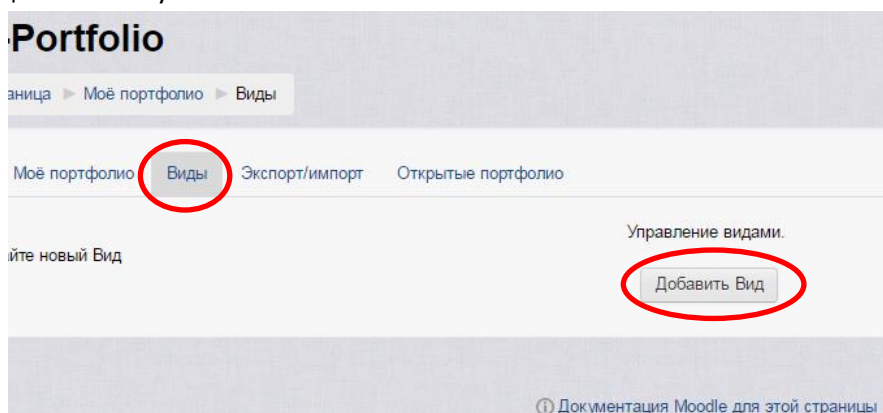 -Portfolio
аница ► Моё портфолио ► Виды
Моё портфолио Виды Экспорт/импорт Открытые портфолио
Управление видами.
йте новый Вид
Добавить Вид
Документация Moodle для этой страницы